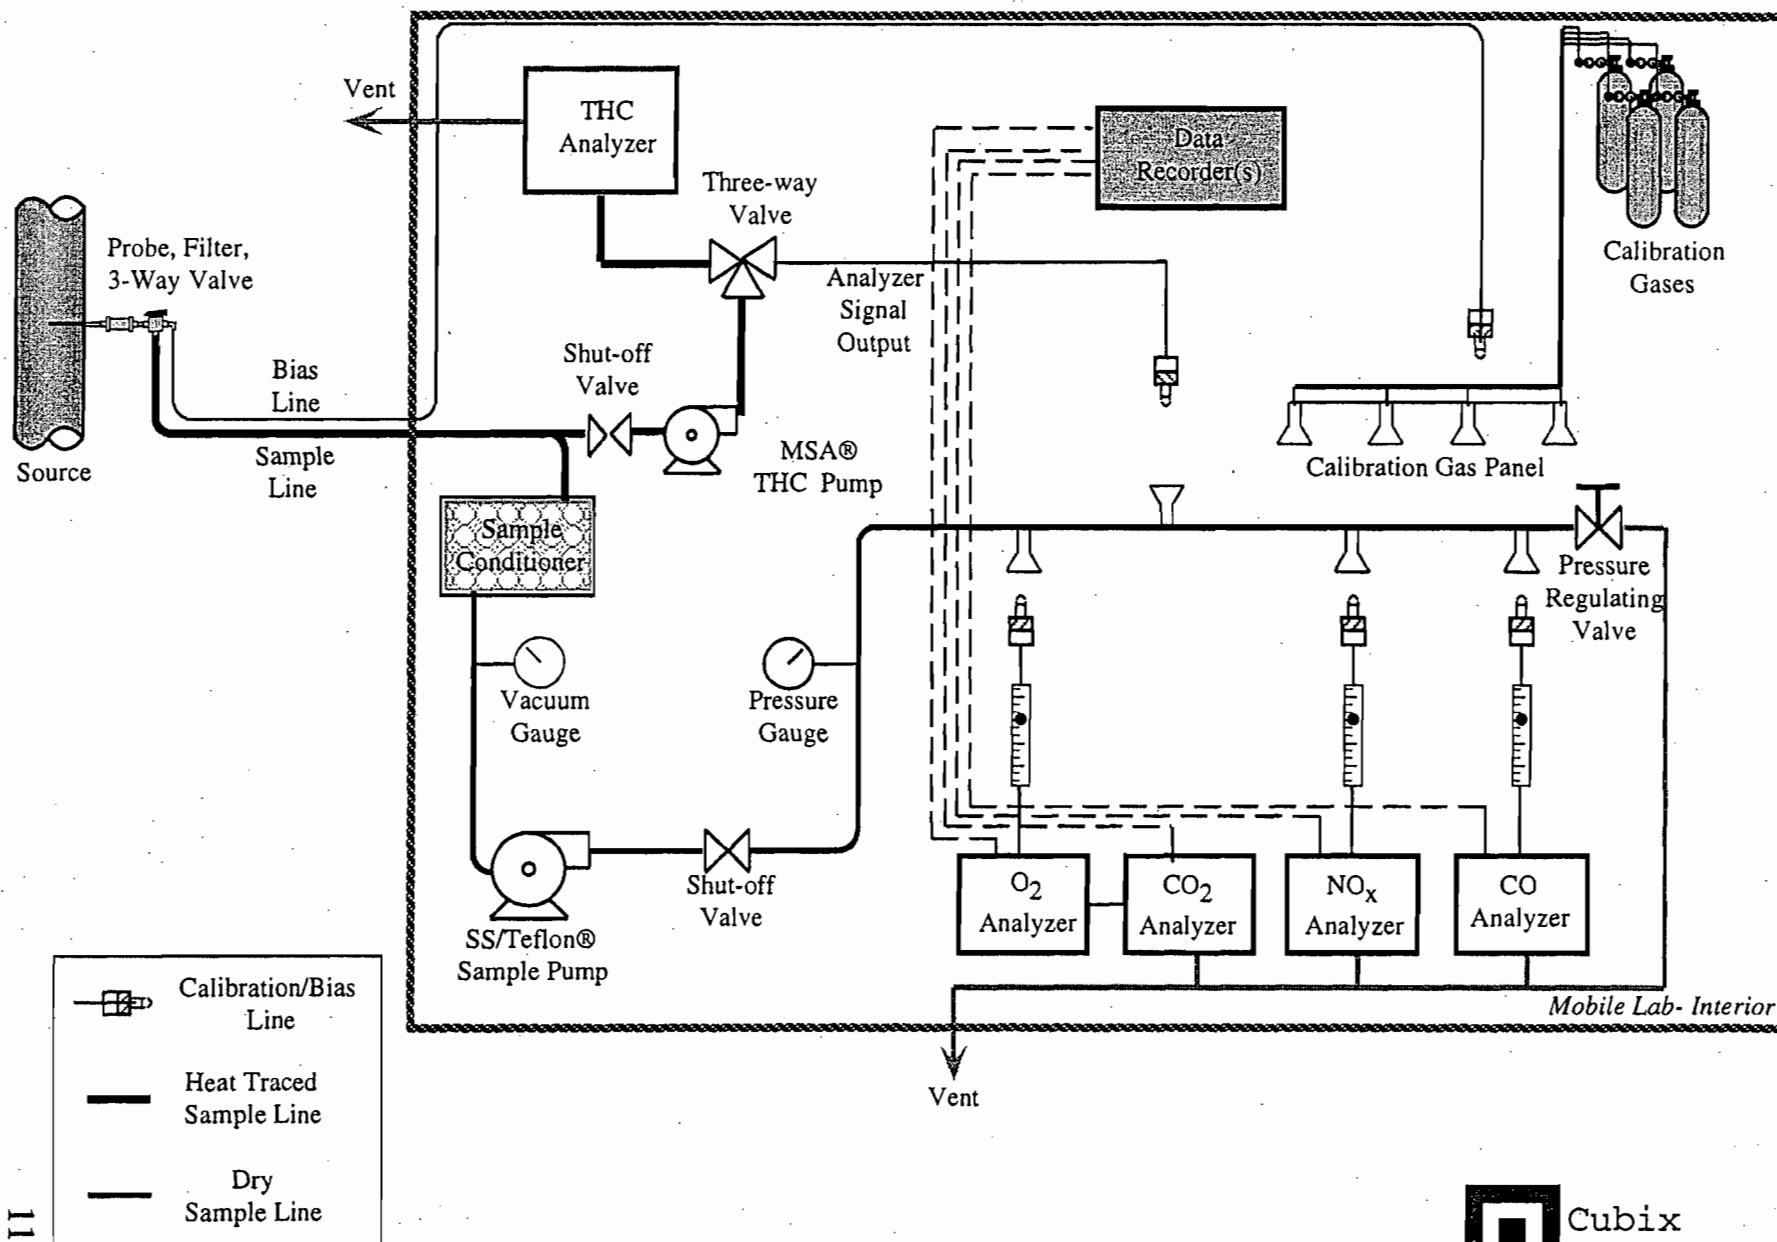 Vent
THC
Analyzer
Data
Recorder(s)
Three-way
Valve
Probe, Filter,
3-Way Valve
Calibration
Gases
Analyzer
Signal
Output
Shut-off
Valve
Bias
Line
Source
Sample
Line
MSA®
THC Pump
Calibration Gas Panel
Sample
Conditioner
Pressure
Regulating
Valve
Vacuum
Gauge
Pressure
Gauge
O2
Analyzer
CO2
Analyzer
NOx
Analyzer
CO
Analyzer
Shut-off
Valve
SS/Teflon®
Sample Pump
Mobile Lab- Interior
Vent
Calibration/Bias
Line
Heat Traced
Sample Line
Dry
Sample Line
11
Cubix